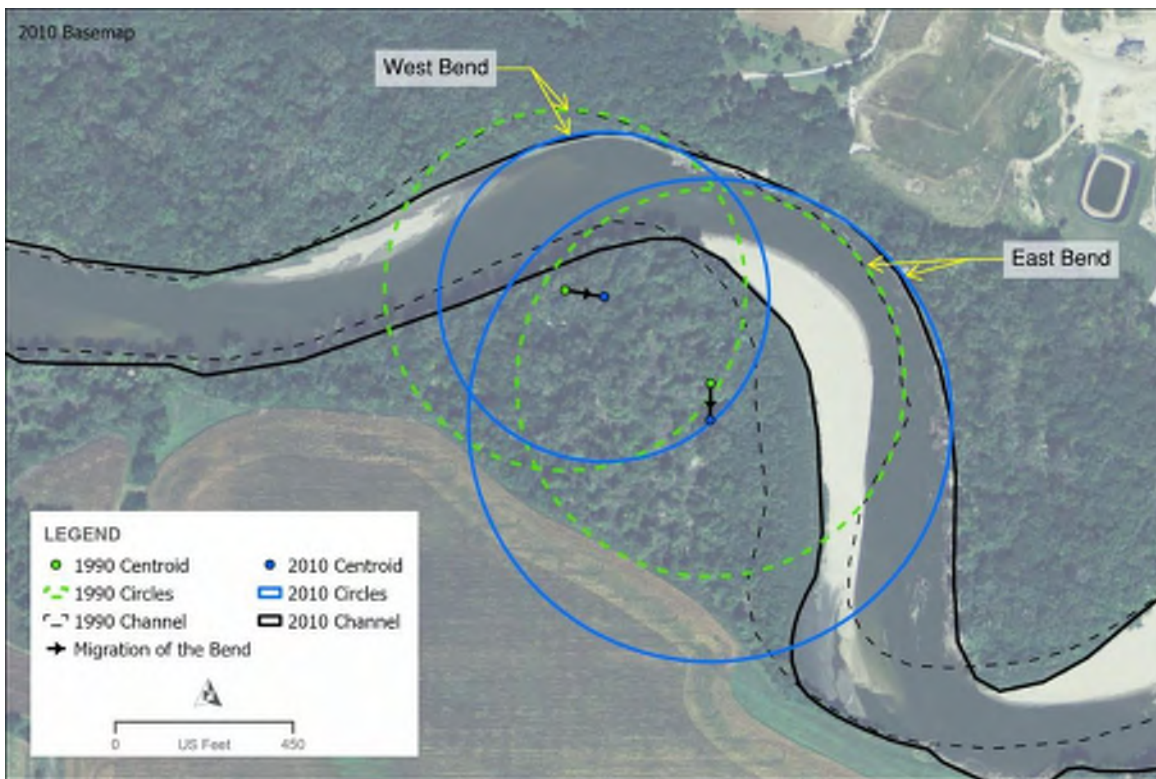 2010 Basemap
West Bend
East Bend
LEGEND
1990 Centroid
2010 Centroid
1990 Circles
2010 Circles
1990 Channel
2010 Channel
Migration of the Bend
0
US Feet
450